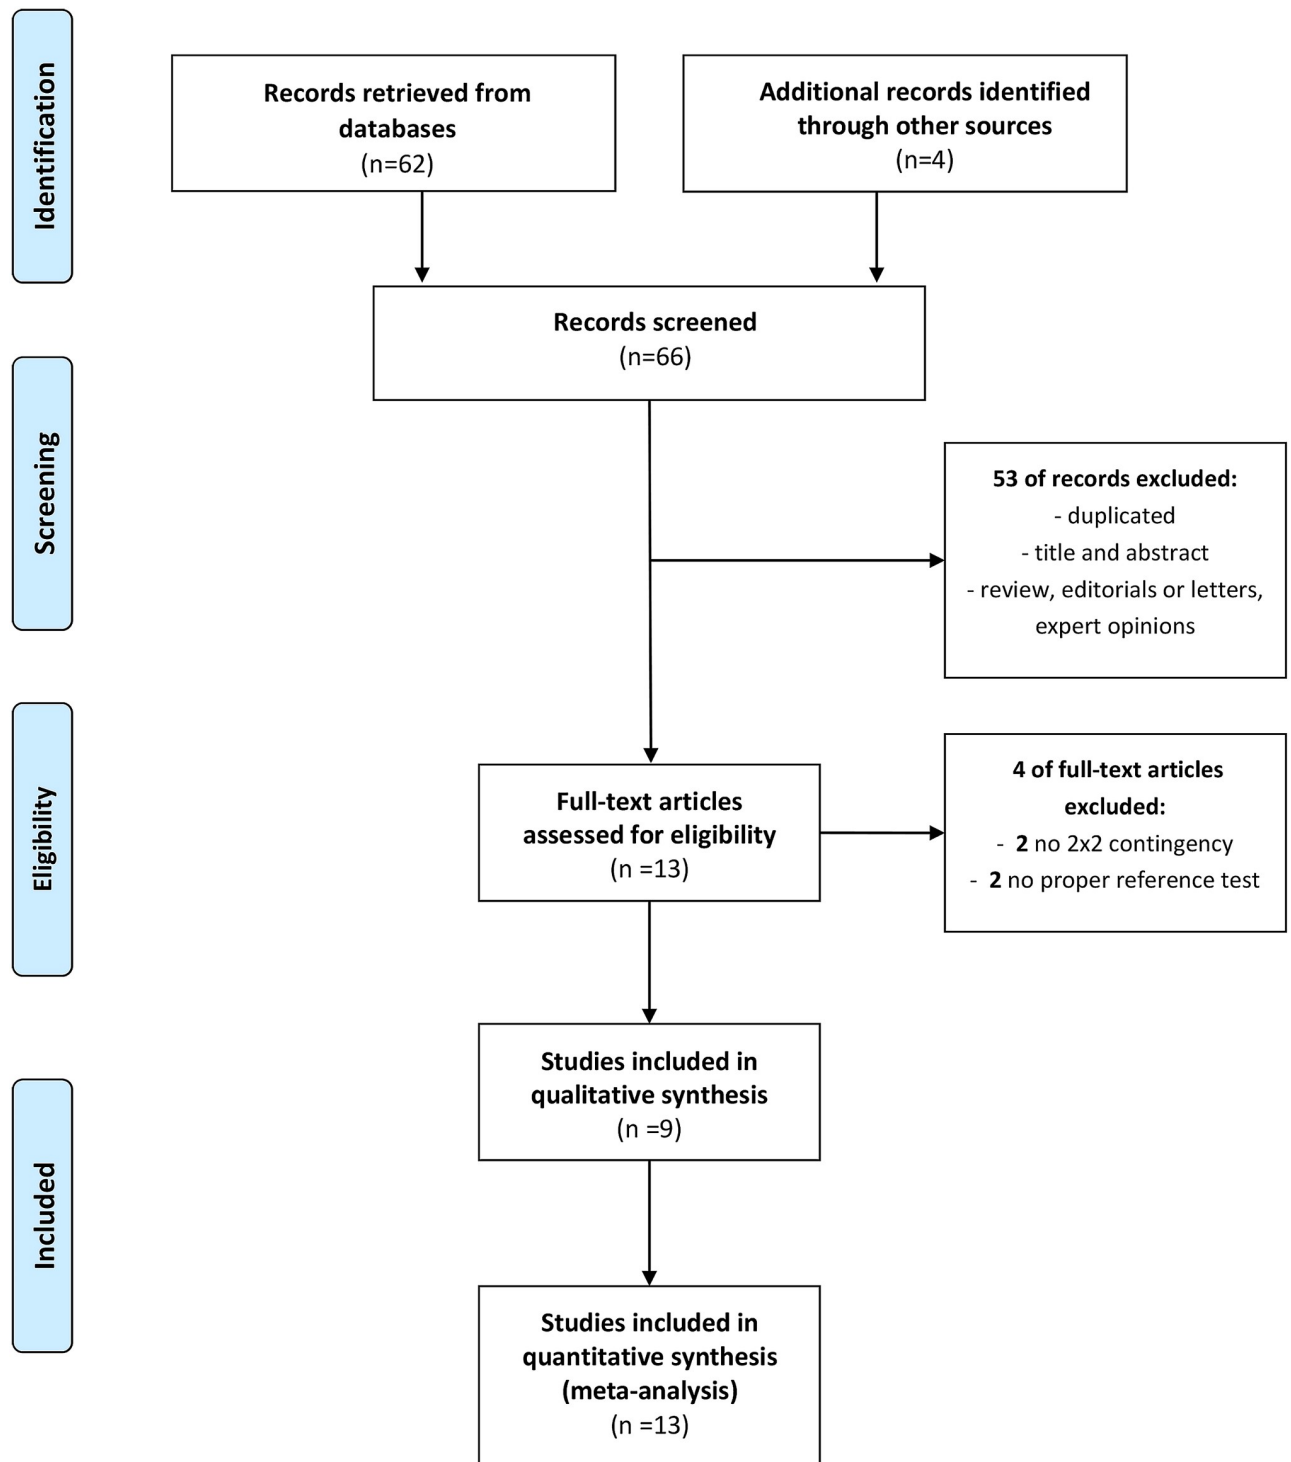 Identification
Records retrieved from
databases
(n=62)
Additional records identified
through other sources
(n=4)
Records screened
(n=66)
Screening
53 of records excluded:
- duplicated
- title and abstract
- review, editorials or letters,
expert opinions
Eligibility
Full-text articles
assessed for eligibility
(n =13)
4 of full-text articles
excluded:
- 2 no 2x2 contingency
- 2 no proper reference test
Included
Studies included in
qualitative synthesis
(n =9)
Studies included in
quantitative synthesis
(meta-analysis)
(n =13)